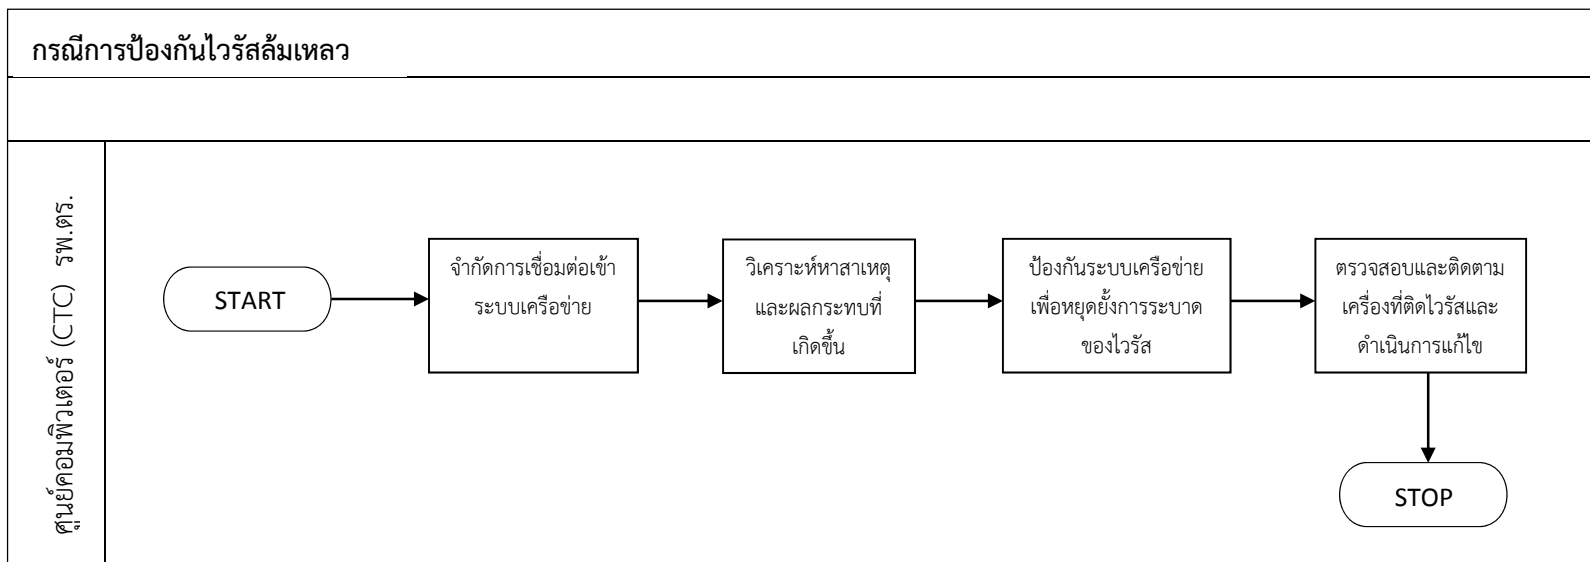 กรณีการป้องกันไวรัสล้มเหลว
ศูนย์คอมพิวเตอร์ (CTC) รพ.ตร.
START
จำกัดการเชื่อมต่อเข้า
ระบบเครือข่าย
วิเคราะห์หาสาเหตุ
และผลกระทบที่
เกิดขึ้น
ป้องกันระบบเครือข่าย
เพื่อหยุดยั้งการระบาด
ของไวรัส
ตรวจสอบและติดตาม
เครื่องที่ติดไวรัสและ
ดำเนินการแก้ไข
STOP